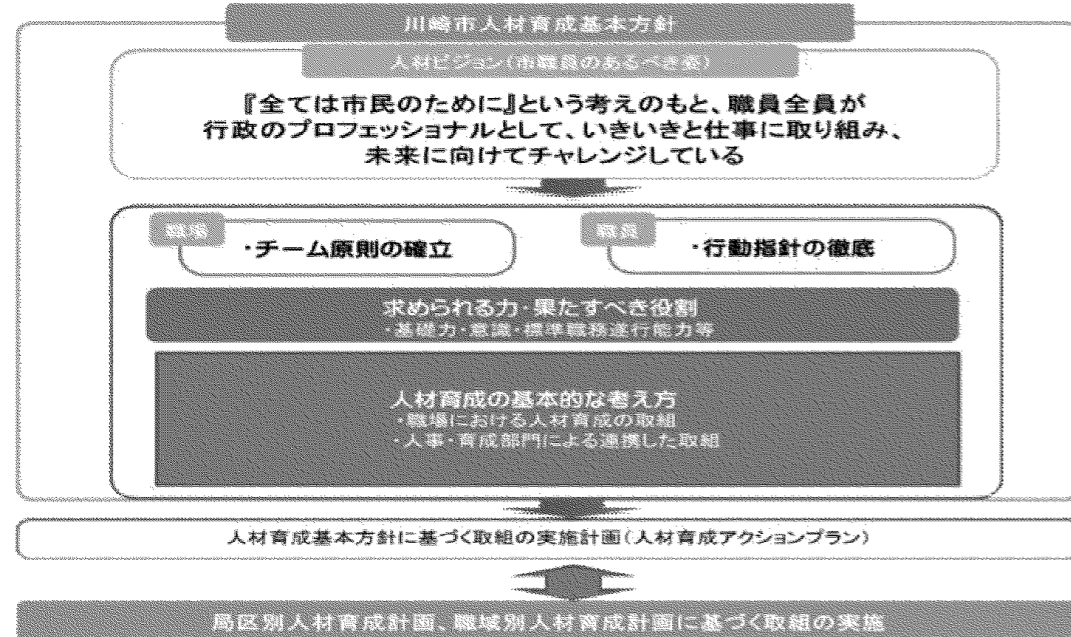 川崎市人材育成基本方針
人材ビジョン(市職員のあるべき姿)
『全ては市民のために』という考えのもと、職員全員が
行政のプロフェッショナルとして、いきいきと仕事に取り組み、
未来に向けてチャレンジしている
職場
・チーム原則の確立
職員
・行動指針の徹底
求められる力・果たすべき役割
・基礎力・意識・標準職務遂行能力等
人材育成の基本的な考え方
・職場における人材育成の取組
・人事・育成部門による連携した取組
人材育成基本方針に基づく取組の実施計画(人材育成アクションプラン)
局区別人材育成計画、職域別人材育成計画に基づく取組の実施